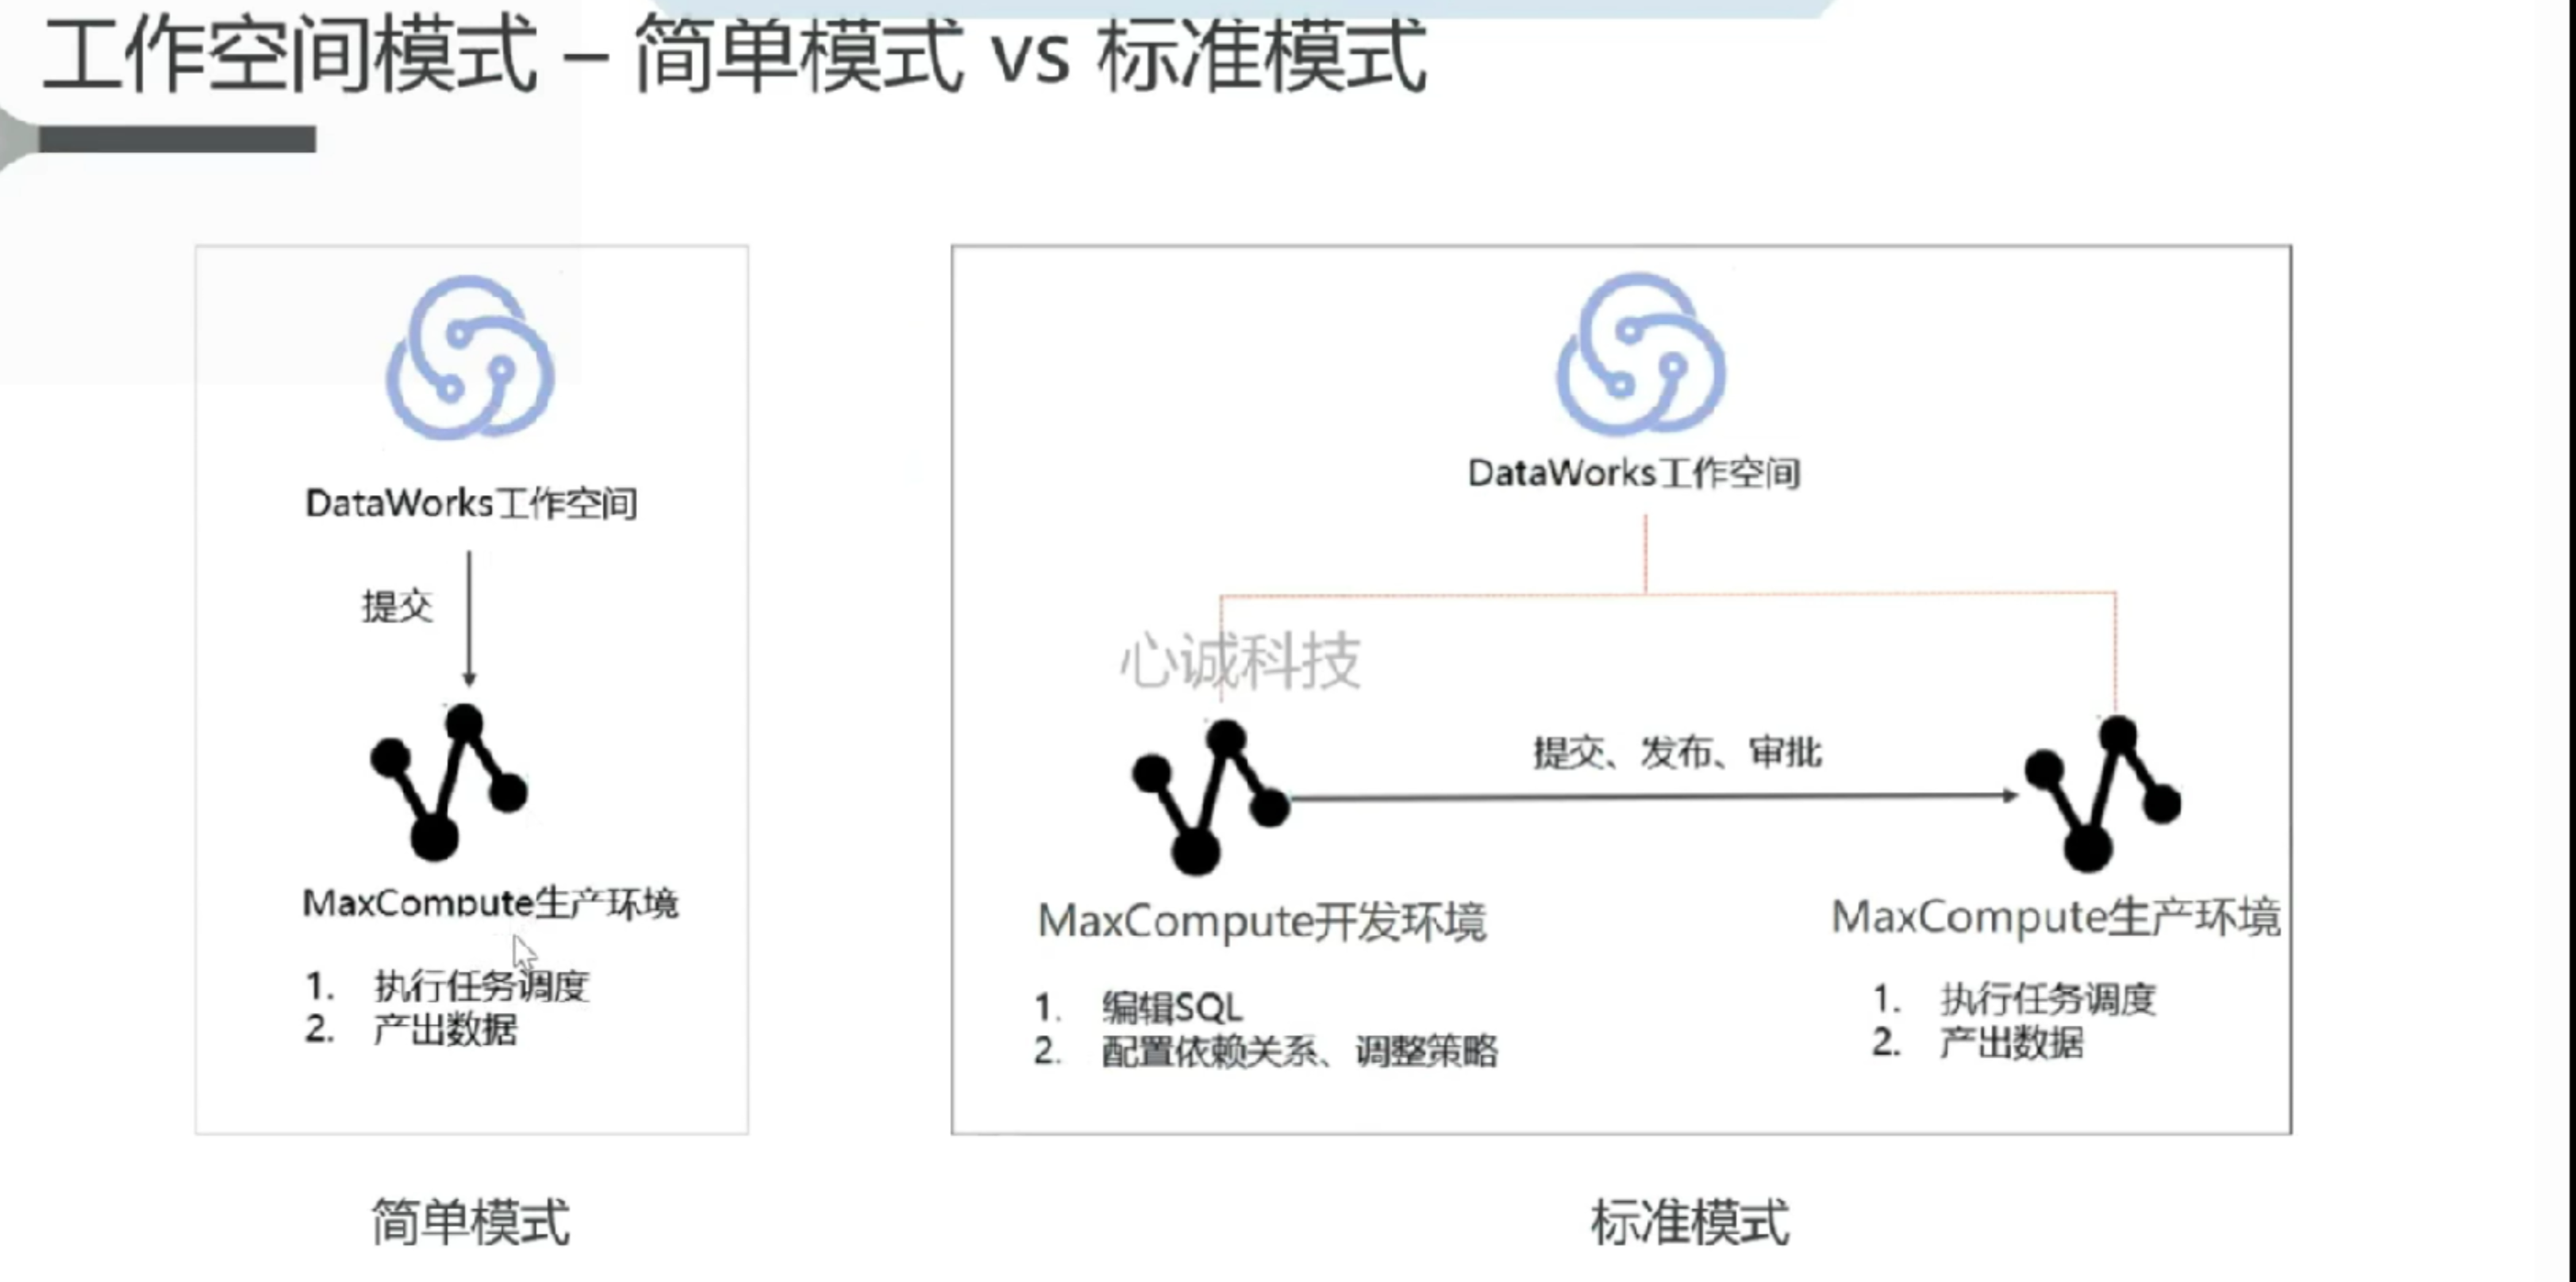 工作空间模式 – 简单模式 vs 标准模式
DataWorks工作空间
提交
MaxCompute生产环境
1. 执行任务调度
2. 产出数据
简单模式
DataWorks工作空间
心诚科技
提交、发布、审批
MaxCompute开发环境
1. 编辑SQL
2. 配置依赖关系、调整策略
MaxCompute生产环境
1. 执行任务调度
2. 产出数据
标准模式